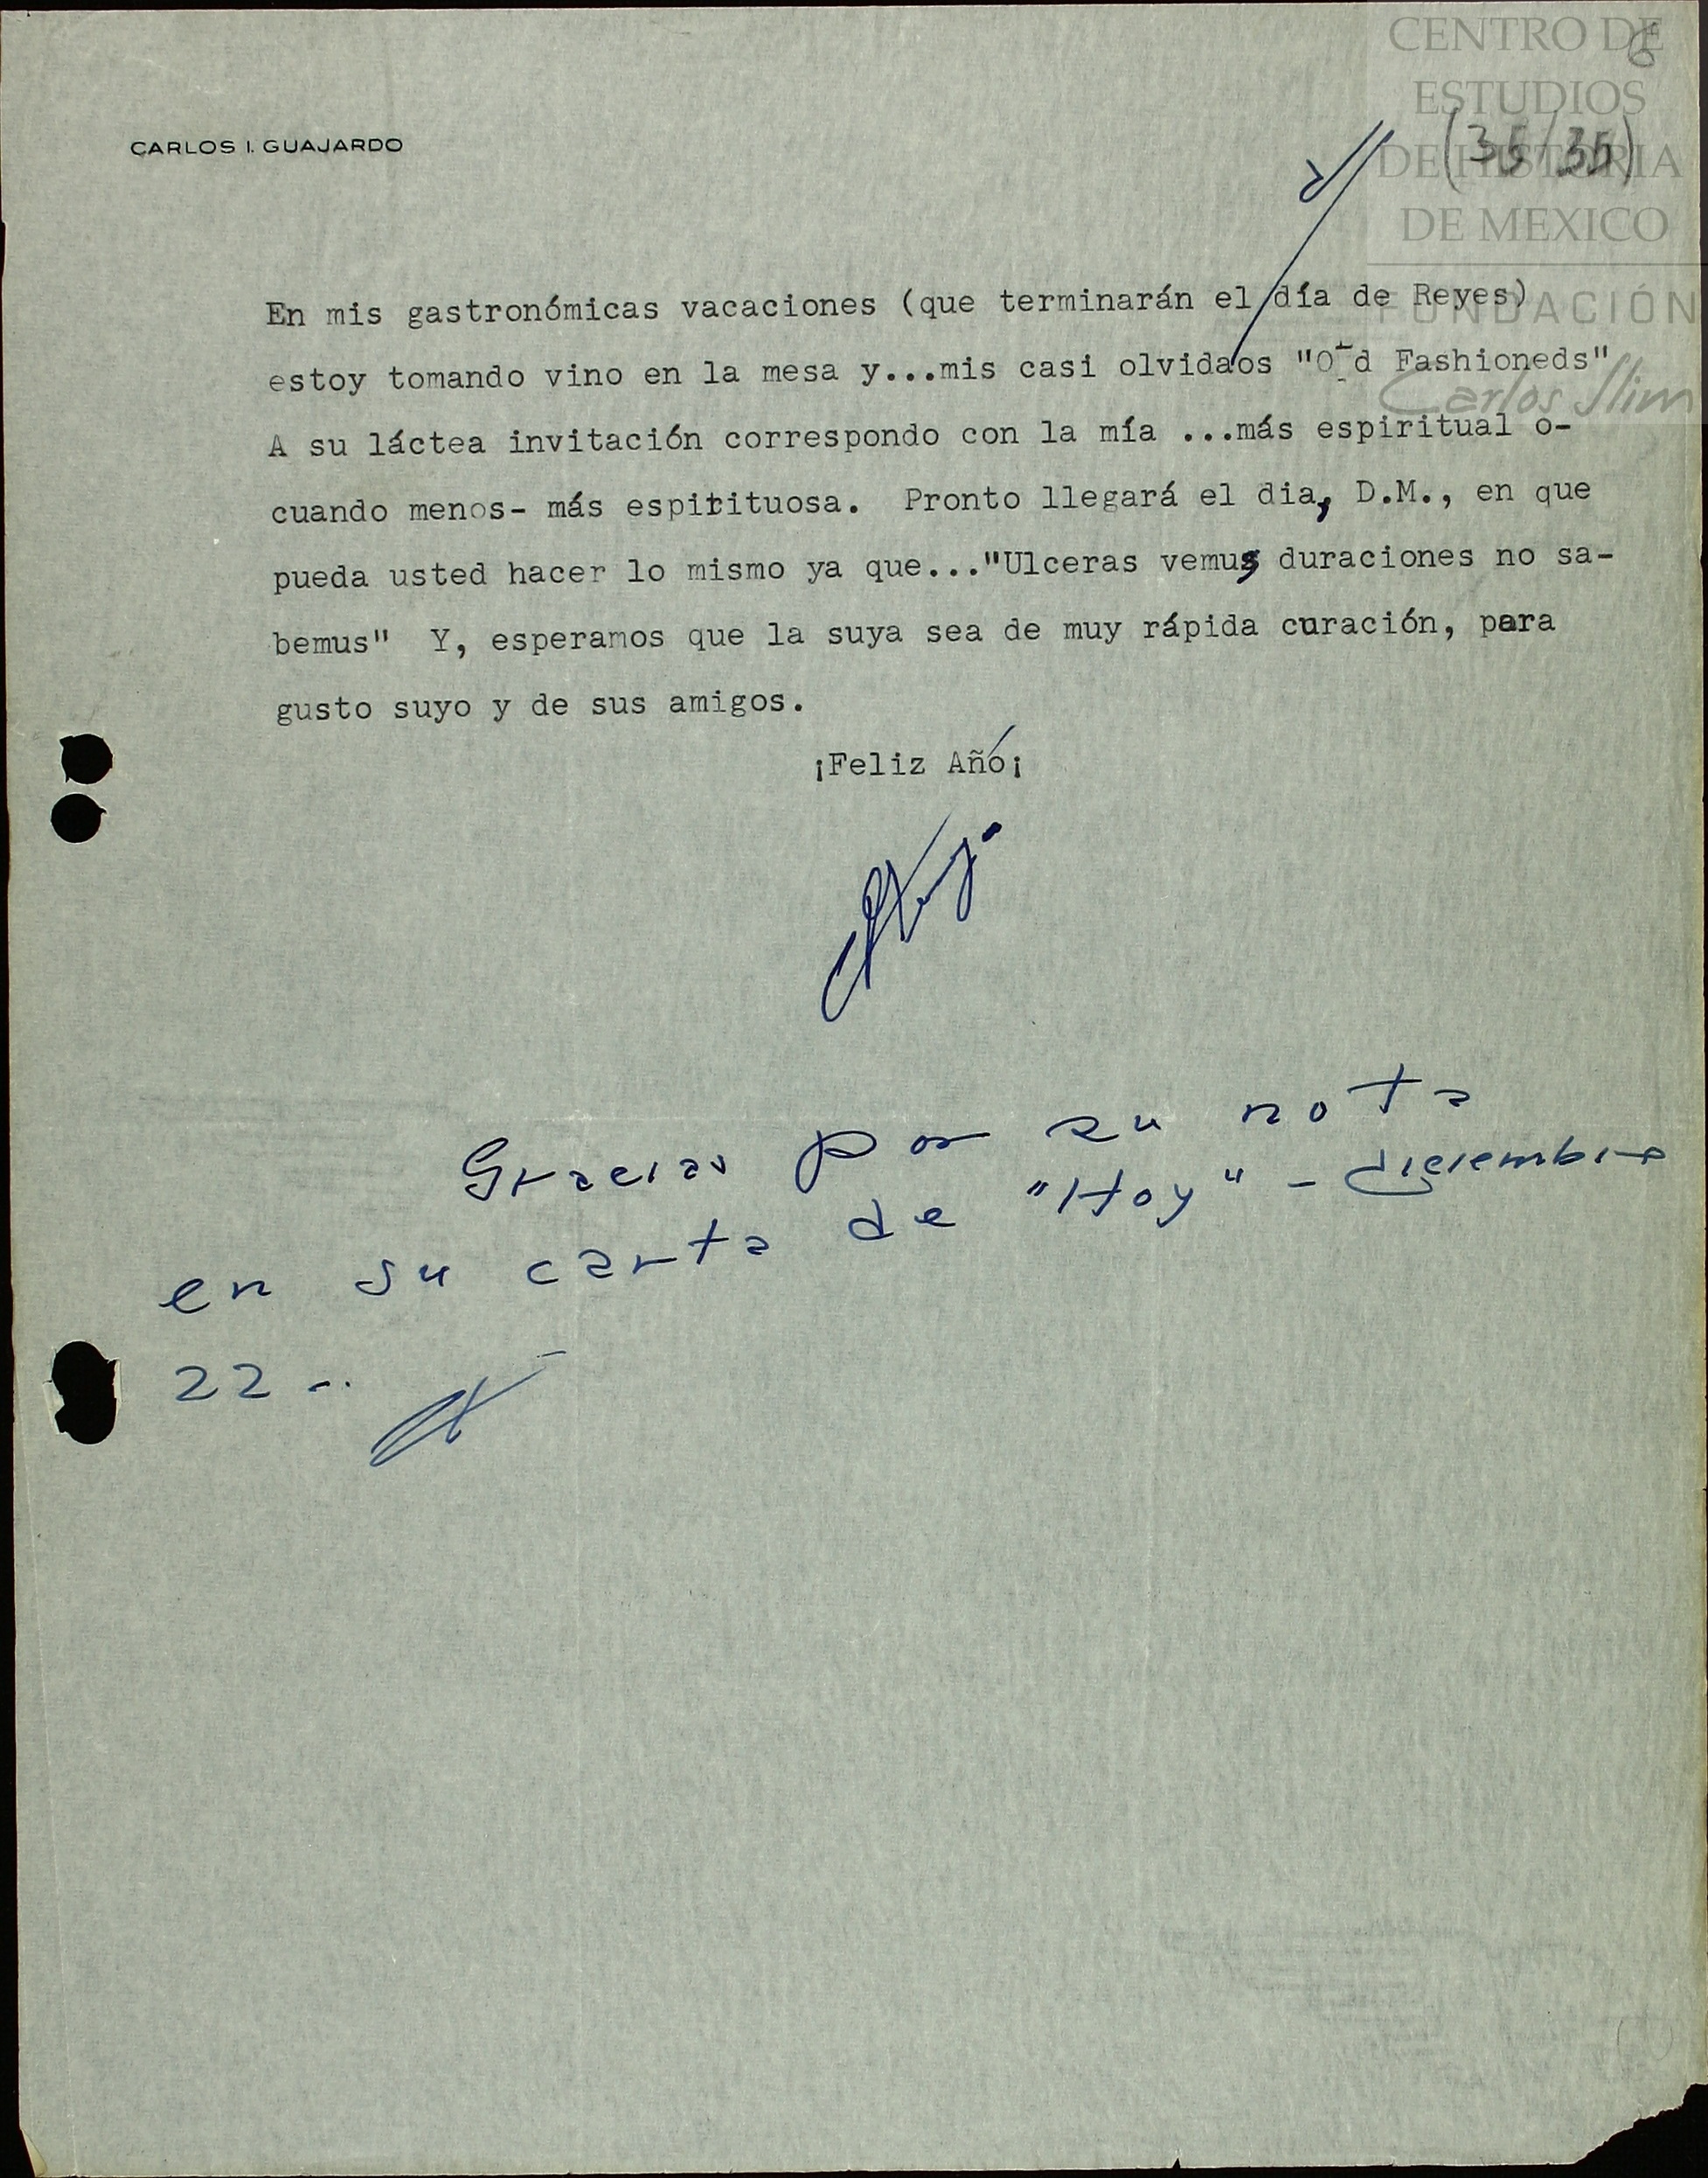 CENTRO DE
6
ESTUDIOS
DE HISTORIA
DE MEXICO
FUNDACIÓN
Carlos Slim
(35/35)
CARLOS I. GUAJARDO
En mis gastronómicas vacaciones (que terminarán el día de Reyes)
estoy tomando vino en la mesa y...mis casi olvidaos "Old Fashioneds"
A su láctea invitación correspondo con la mía ...más espiritual o-
cuando menos- más espirituosa. Pronto llegará el dia, D.M., en que
pueda usted hacer lo mismo ya que..."Ulceras vemus duraciones no sa-
bemus" Y, esperamos que la suya sea de muy rápida curación, para
gusto suyo y de sus amigos.
¡Feliz Año¡
Gracias por su nota
en su carta de "Hoy" - diciembre
22 -.